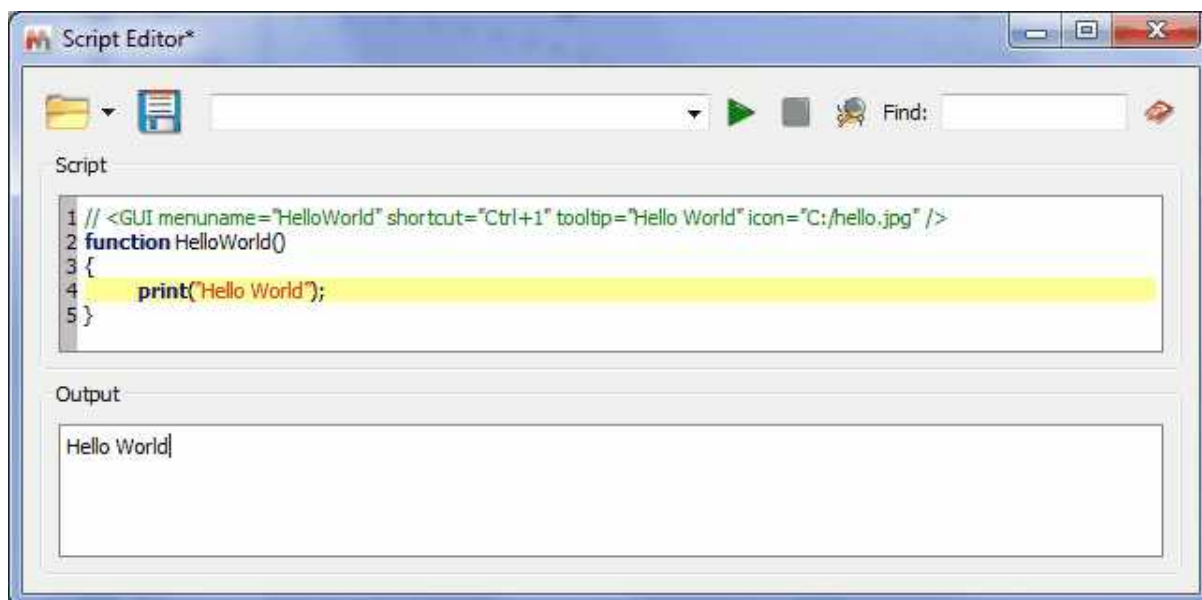 Script Editor*
Find:
Script
1 // <GUI menuname="HelloWorld" shortcut="Ctrl+1" tooltip="Hello World" icon="C:/hello.jpg" />
2 function HelloWorld()
3 {
4 print("Hello World");
5 }
Output
Hello World